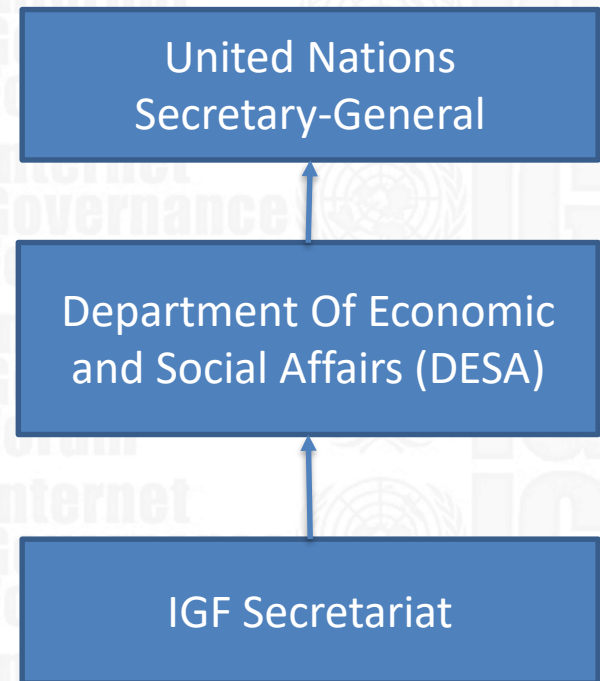 United Nations
Secretary-General
Department Of Economic
and Social Affairs (DESA)
IGF Secretariat